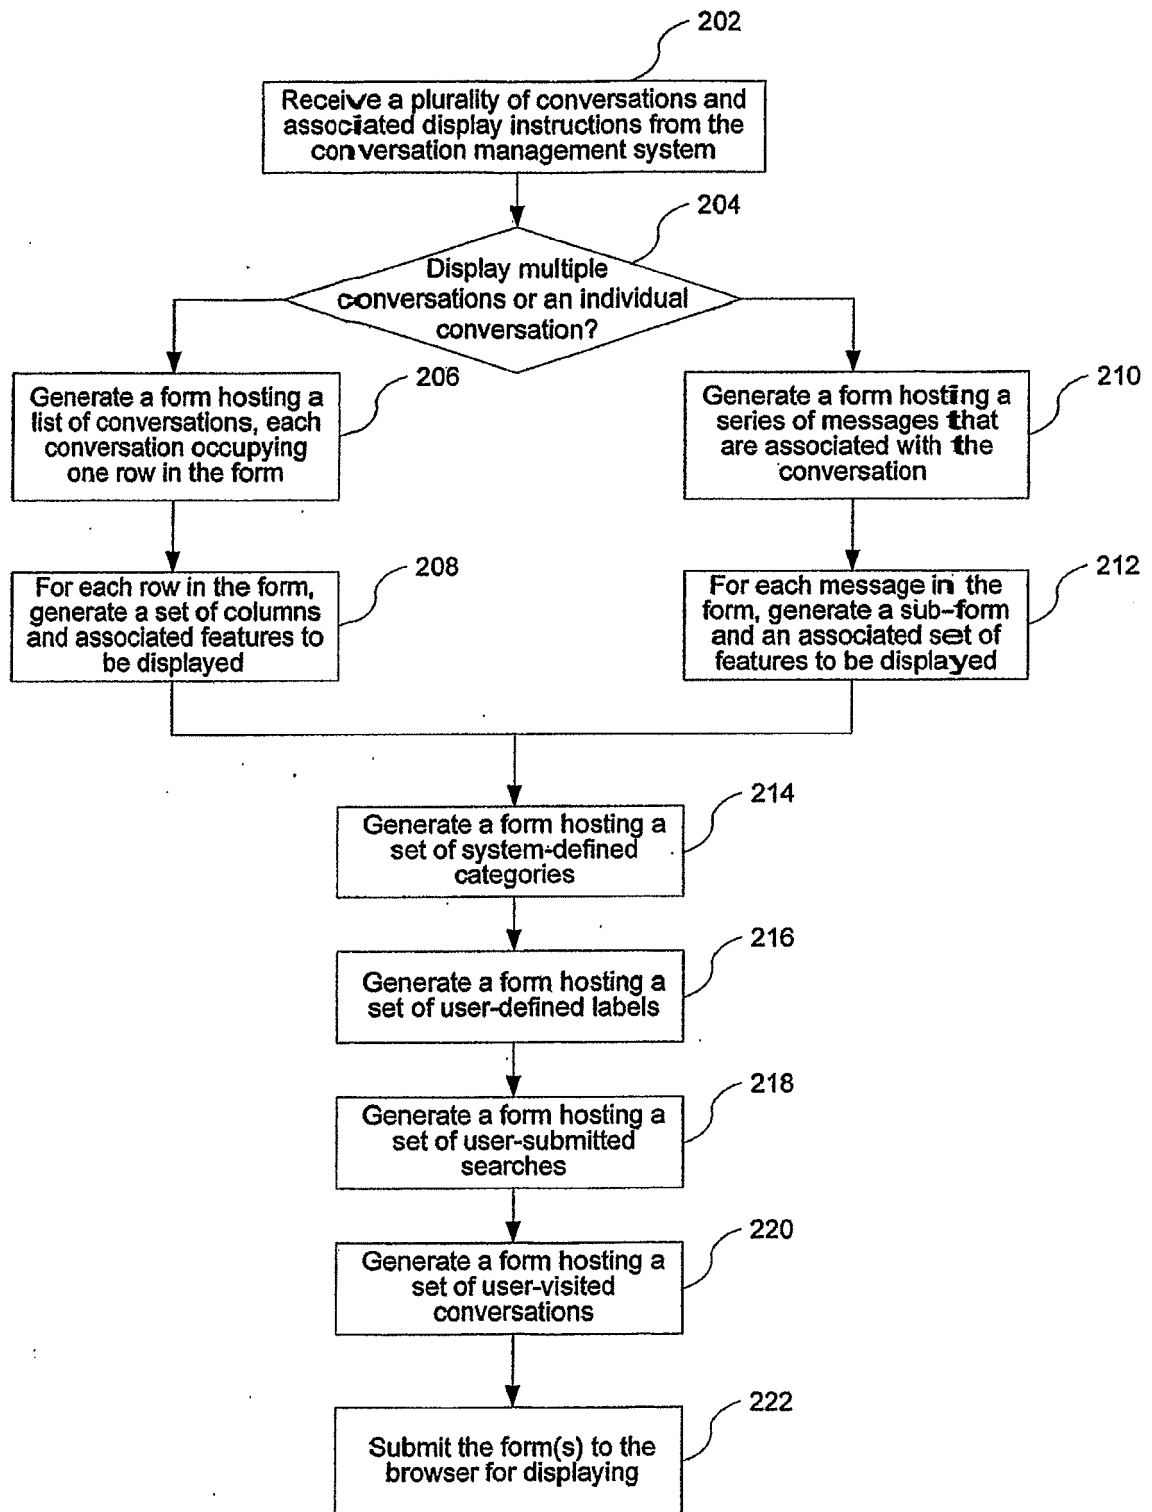 202
Receive a plurality of conversations and
associated display instructions from the
conversation management system
204
Display multiple
conversations or an individual
conversation?
206
Generate a form hosting a
list of conversations, each
conversation occupying
one row in the form
210
Generate a form hosting a
series of messages that
are associated with the
conversation
208
For each row in the form,
generate a set of columns
and associated features to
be displayed
212
For each message in the
form, generate a sub-form
and an associated set of
features to be displayed
214
Generate a form hosting a
set of system-defined
categories
216
Generate a form hosting a
set of user-defined labels
218
Generate a form hosting a
set of user-submitted
searches
220
Generate a form hosting a
set of user-visited
conversations
222
Submit the form(s) to the
browser for displaying